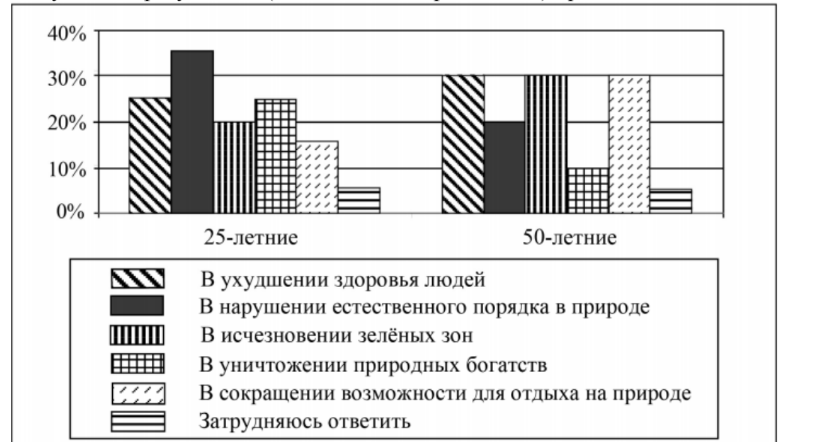 40%
30%
20%
10%
0%
25-летние
50-летние
В ухудшении здоровья людей
В нарушении естественного порядка в природе
В исчезновении зелёных зон
В уничтожении природных богатств
В сокращении возможности для отдыха на природе
Затрудняюсь ответить